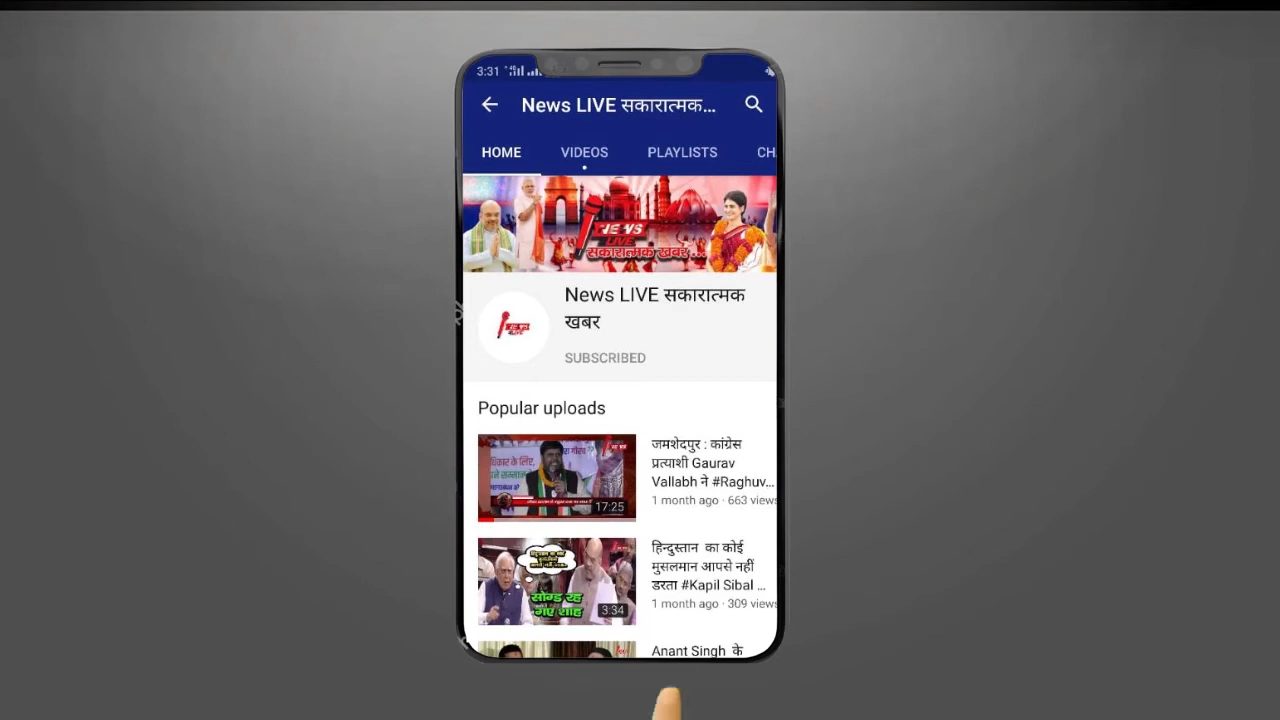 3:31
News LIVE सकारात्मक...
HOME VIDEOS PLAYLISTS CH
NEWS
LIVE
सकारात्मक खबर ...
News LIVE सकारात्मक
खबर
SUBSCRIBED
Popular uploads
जमशेदपुर : कांग्रेस
प्रत्याशी Gaurav
Vallabh ने #Raghuv...
1 month ago · 663 views
17:25
हिन्दुस्तान का कोई
मुसलमान आपसे नहीं
डरता #Kapil Sibal ...
1 month ago · 309 views
सोचते रह
गए शाह
3:34
Anant Singh के